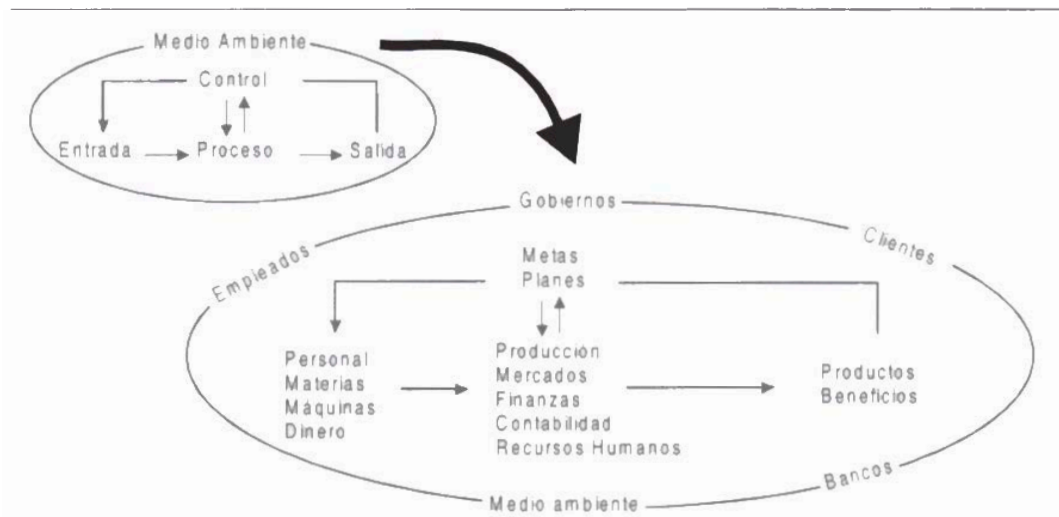 Medio Ambiente
Control
Entrada
Proceso
Salida
Gobiernos
Clientes
Empleados
Metas
Planes
Personal
Materias
Máquinas
Dinero
Producción
Mercados
Finanzas
Contabilidad
Recursos Humanos
Productos
Beneficios
Bancos
Medio ambiente